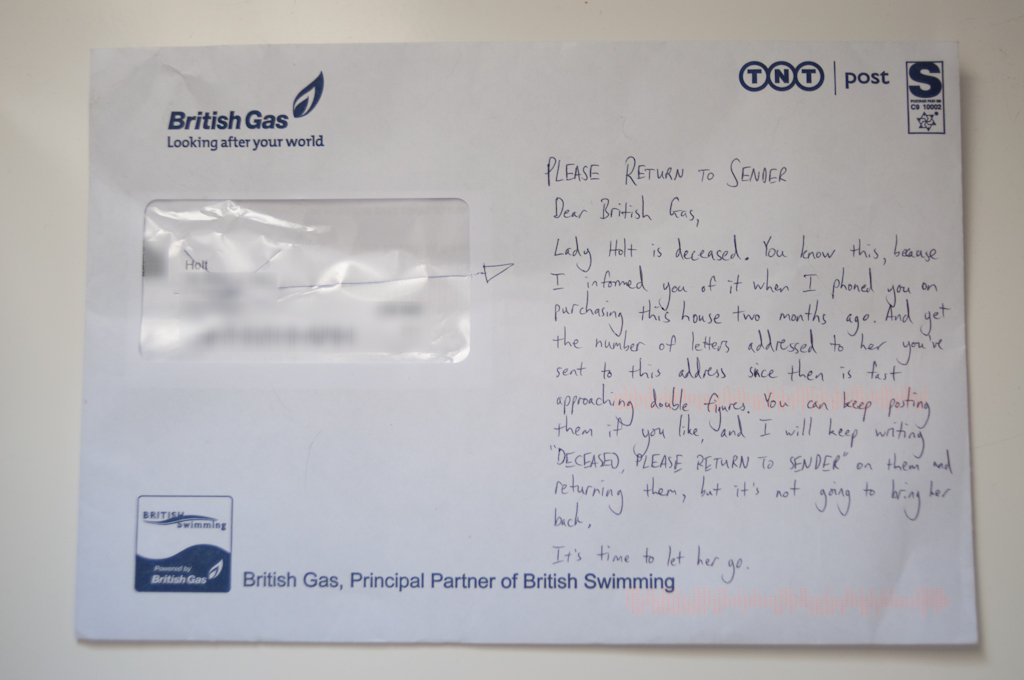 British Gas
Looking after your world
TNT | post
S
POSTAGE PAID GB
C9 10002
Holt
PLEASE RETURN TO SENDER
Dear British Gas,
Lady Holt is deceased. You know this, because
I informed you of it when I phoned you on
purchasing this house two months ago. And yet
the number of letters addressed to her you've
sent to this address since then is fast
approaching double figures. You can keep posting
them if you like, and I will keep writing
"DECEASED, PLEASE RETURN TO SENDER" on them and
returning them, but it's not going to bring her
back.
It's time to let her go.
BRITISH
Swimming
Powered by
British Gas
British Gas, Principal Partner of British Swimming